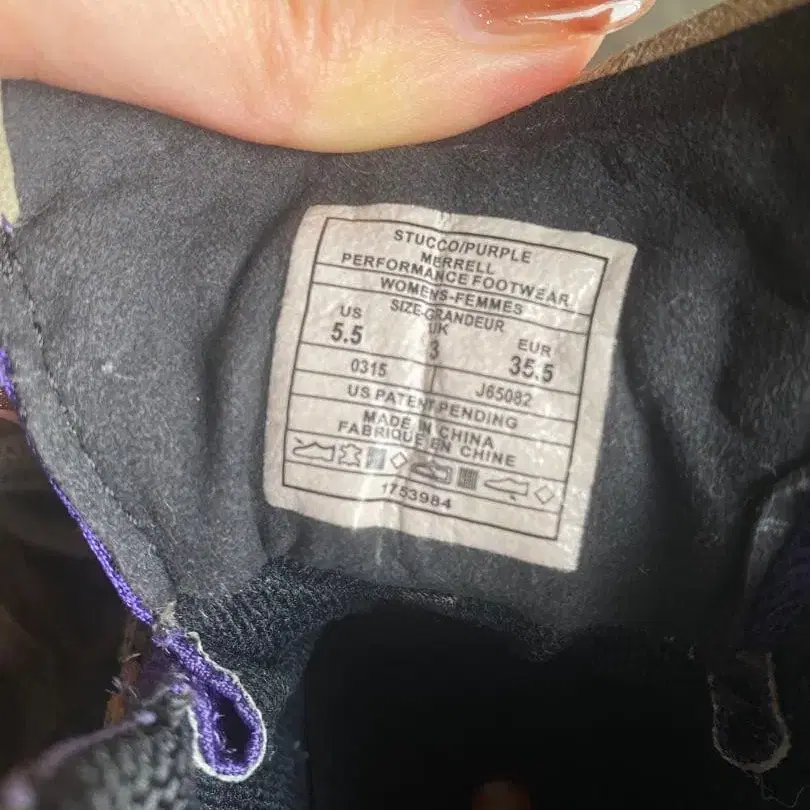 STUCCO/PURPLE
MERRELL
PERFORMANCE FOOTWEAR
WOMENS-FEMMES
SIZE-GRANDEUR
US UK EUR
5.5 3 35.5
0315 J65082
US PATENT PENDING
MADE IN CHINA
FABRIQUE EN CHINE
1753984